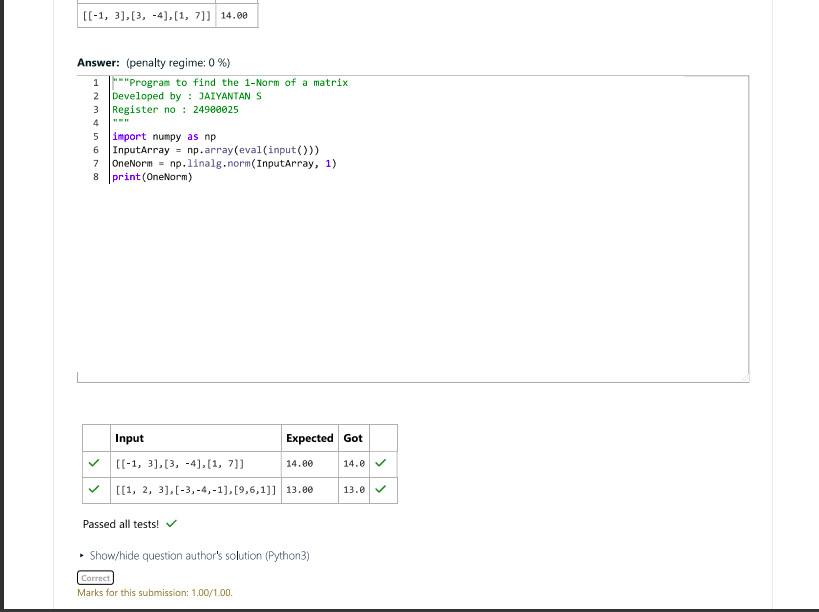 [[-1, 3],[3, -4],[1, 7]] 14.00
Answer: (penalty regime: 0 %)
1 """Program to find the 1-Norm of a matrix
2 Developed by : JAIYANTAN S
3 Register no : 24900025
4 """
5 import numpy as np
6 InputArray = np.array(eval(input()))
7 OneNorm = np.linalg.norm(InputArray, 1)
8 print(OneNorm)
Input Expected Got
[[-1, 3],[3, -4],[1, 7]] 14.00 14.0
[[1, 2, 3],[-3,-4,-1],[9,6,1]] 13.00 13.0
Passed all tests!
Show/hide question author's solution (Python3)
Correct
Marks for this submission: 1.00/1.00.